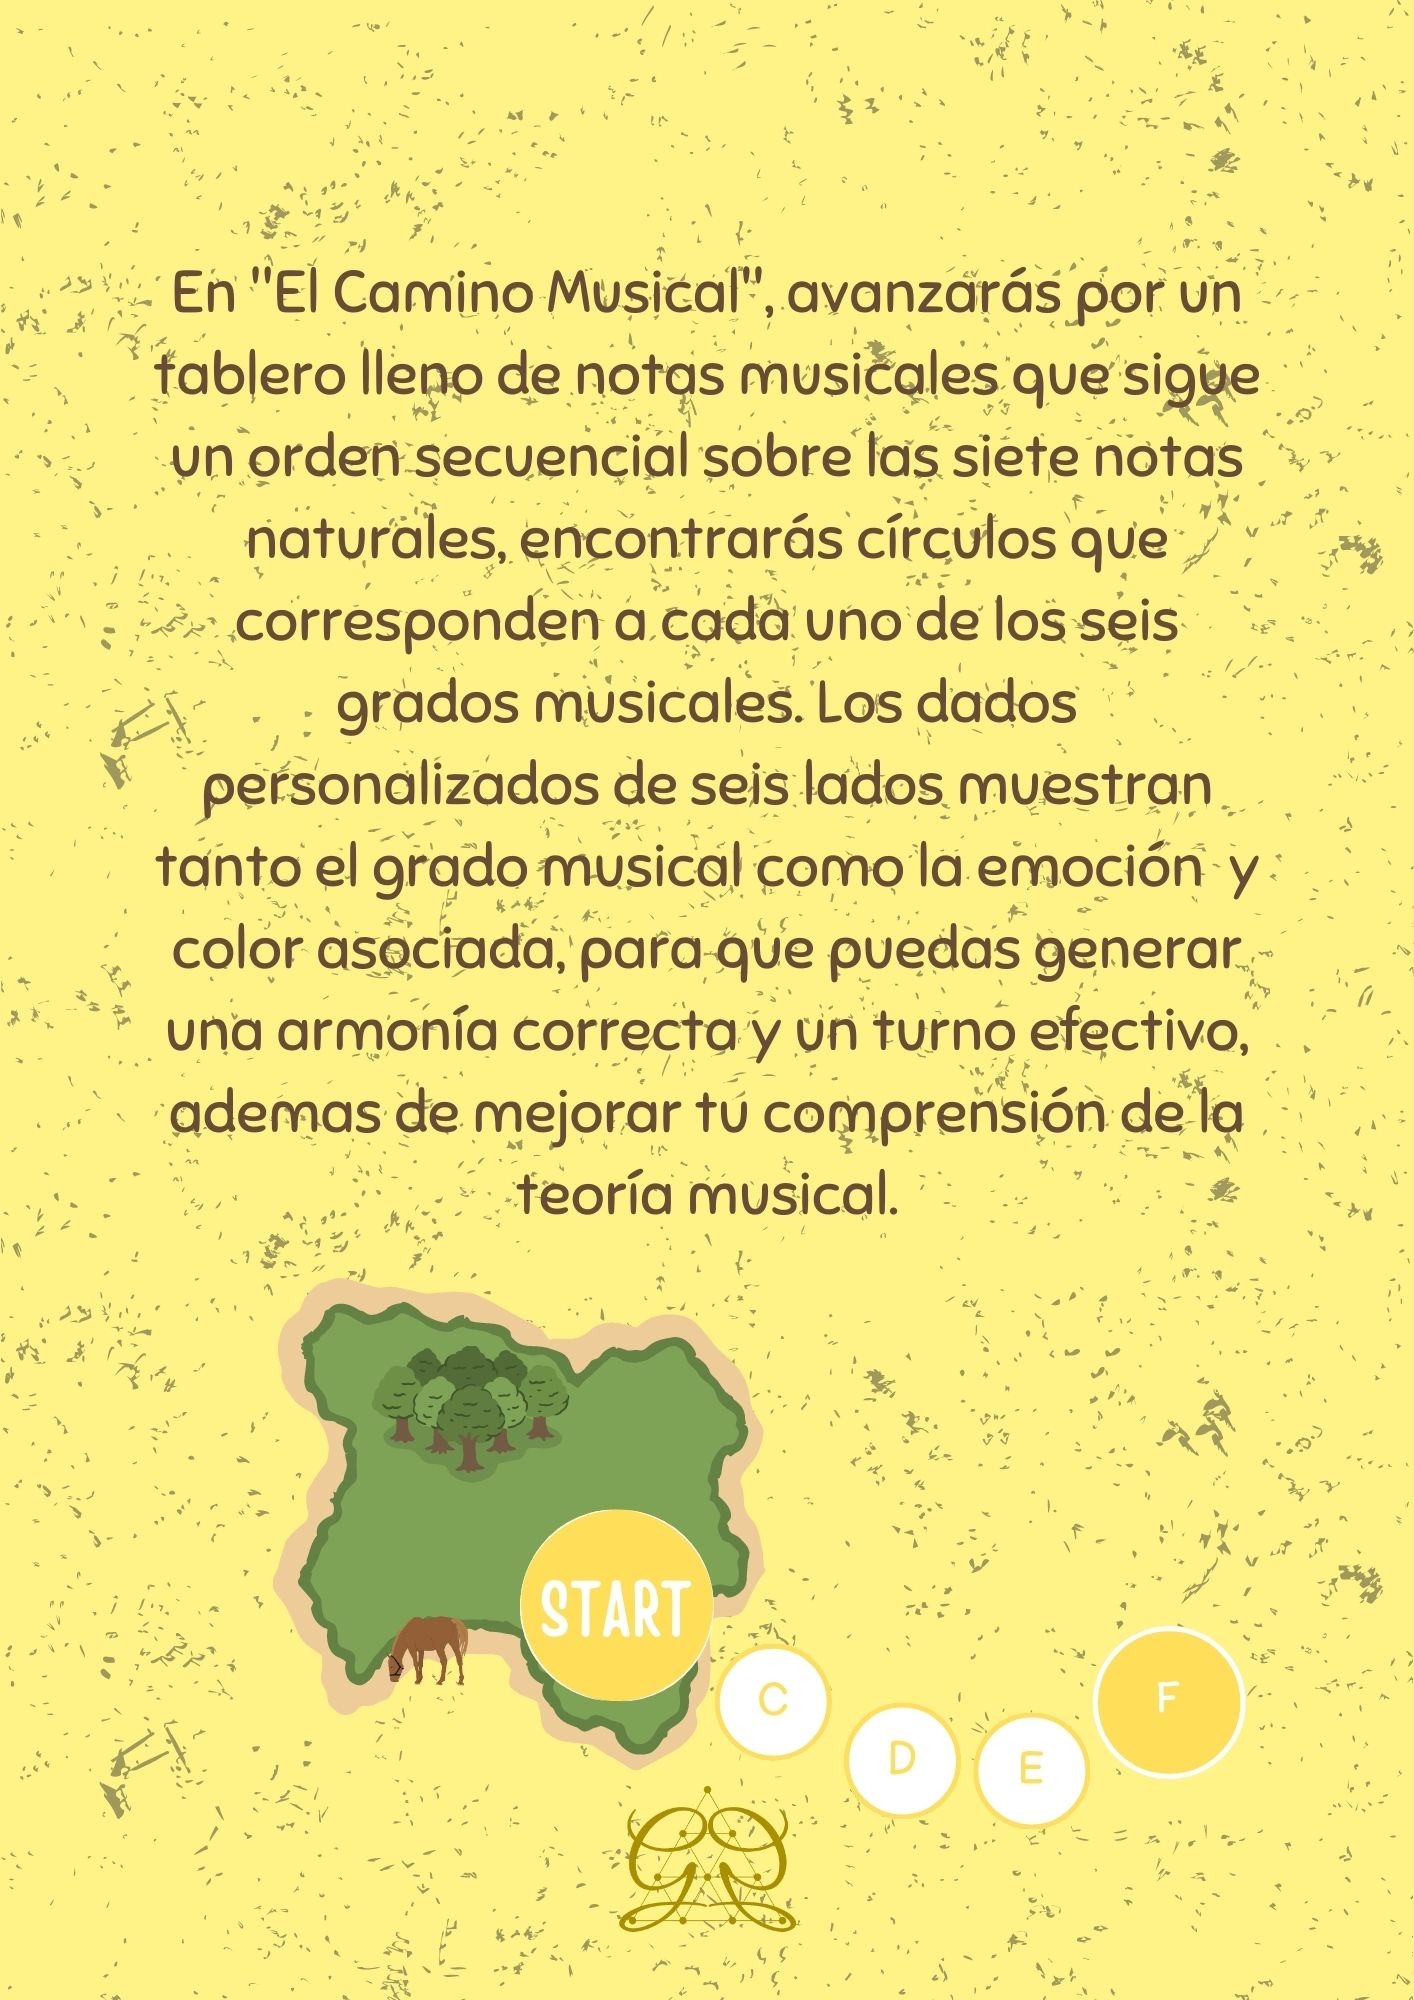 En "El Camino Musical", avanzarás por un
tablero lleno de notas musicales que sigue
un orden secuencial sobre las siete notas
naturales, encontrarás círculos que
corresponden a cada uno de los seis
grados musicales. Los dados
personalizados de seis lados muestran
tanto el grado musical como la emoción y
color asociada, para que puedas generar
una armonía correcta y un turno efectivo,
ademas de mejorar tu comprensión de la
teoría musical.
START
C
D
E
F